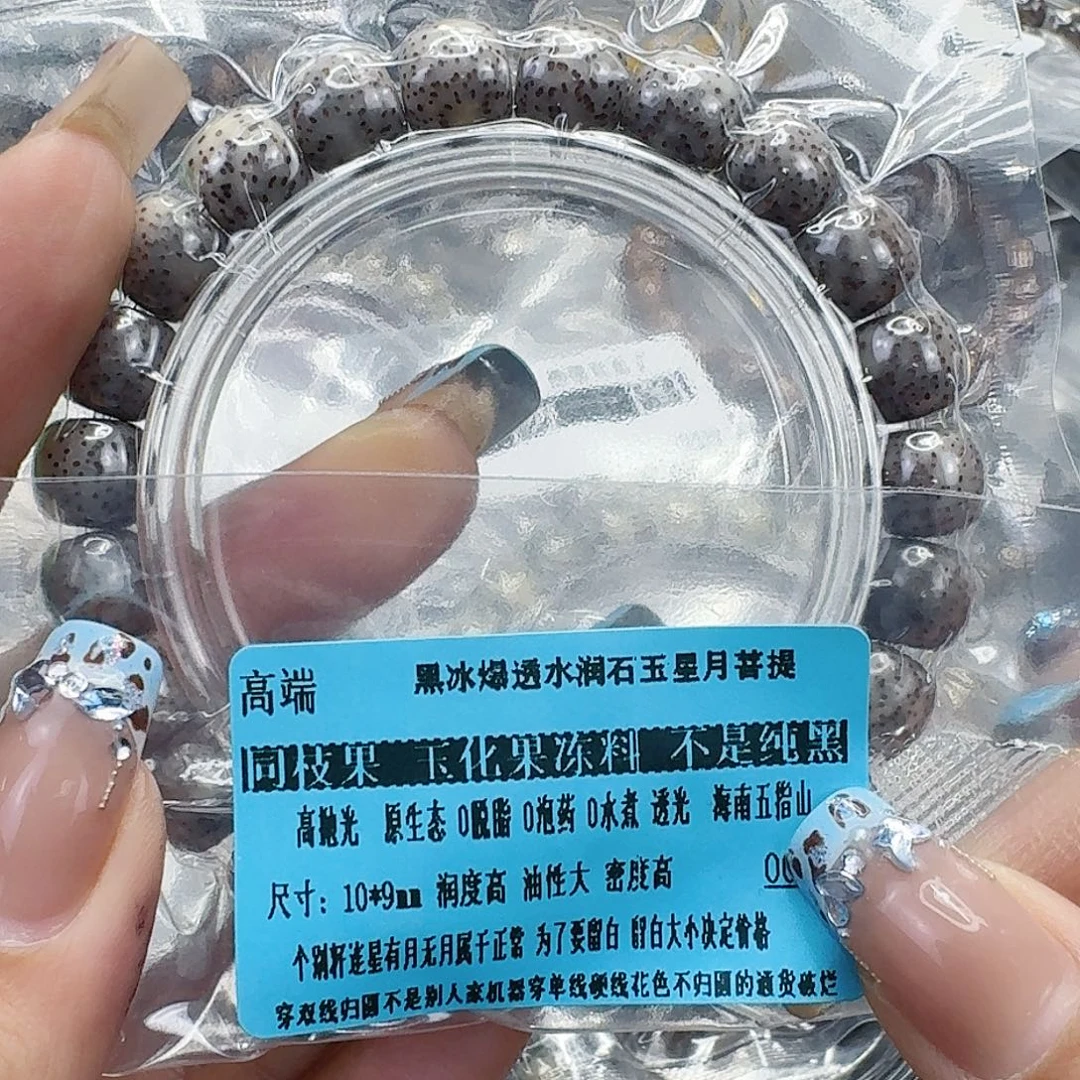 高端
黑冰爆透水润石玉星月菩提
同枝果 玉化果冻料 不是纯黑
高抛光 原生态 0脱脂 0泡药 0水煮 透光 海南五指山
尺寸：10*9mm 润度高 油性大 密度高
个别籽连星有月无月属于正常 为了要留白 留白大小决定价格
穿双线归圆不是别人家机器穿单线硬线花色不归圆的通货破烂